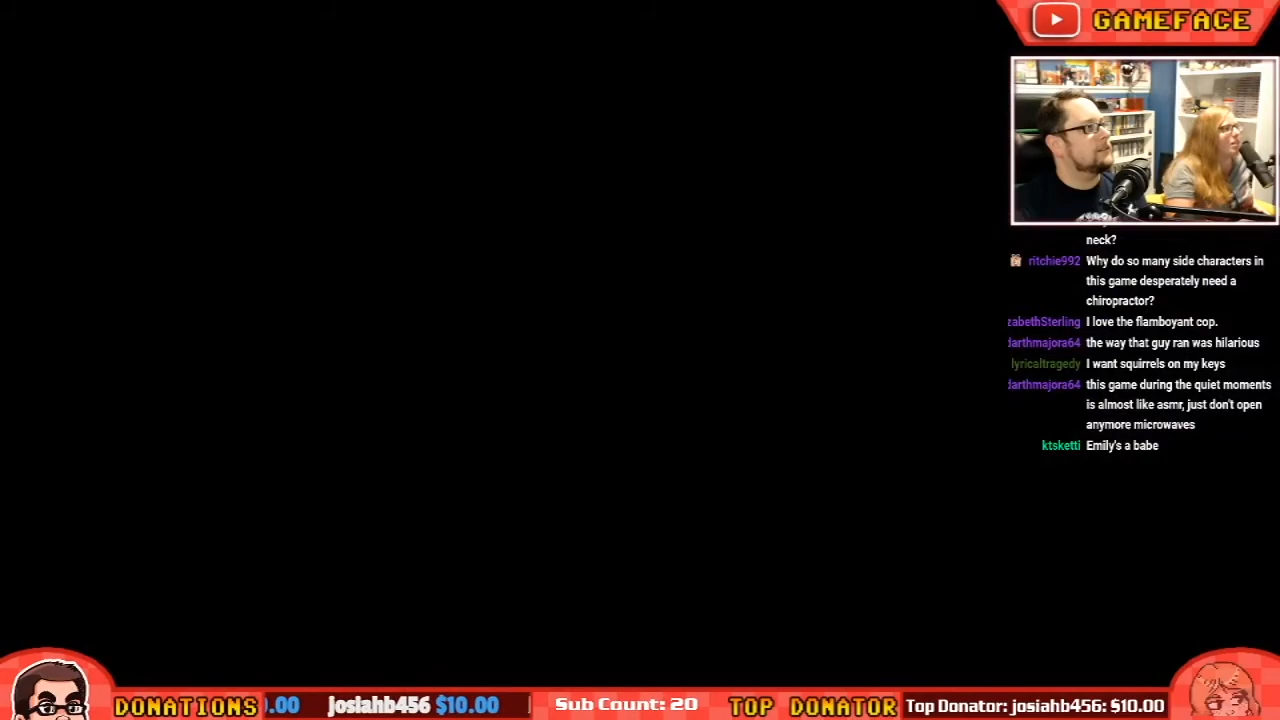 GAMEFACE
neck?
ritchie992 Why do so many side characters in
this game desperately need a
chiropractor?
zabethSterling I love the flamboyant cop.
darthmajora64 the way that guy ran was hilarious
lyricaltragedy I want squirrels on my keys
darthmajora64 this game during the quiet moments
is almost like asmr, just don't open
anymore microwaves
ktsketti Emily's a babe
DONATIONS .00 josiahb456 $10.00 Sub Count: 20 TOP DONATOR Top Donator: josiahb456: $10.00